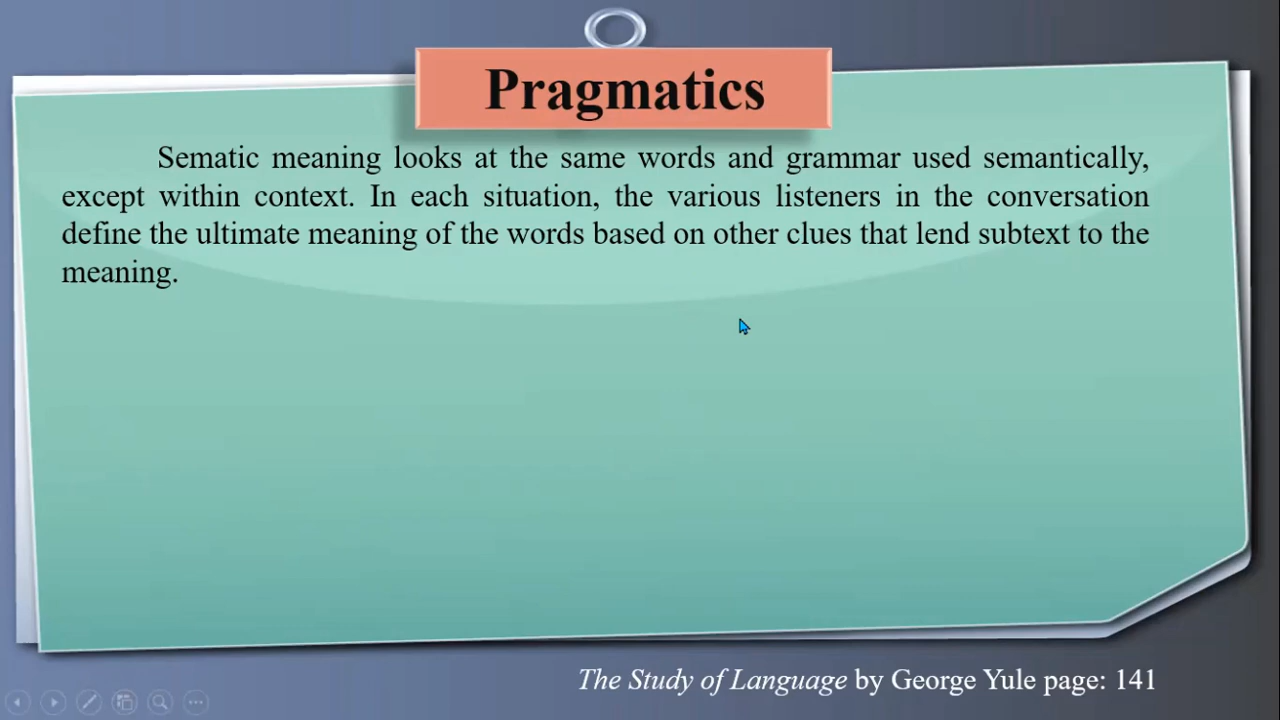 Pragmatics
Sematic meaning looks at the same words and grammar used semantically,
except within context. In each situation, the various listeners in the conversation
define the ultimate meaning of the words based on other clues that lend subtext to the
meaning.
The Study of Language by George Yule page: 141